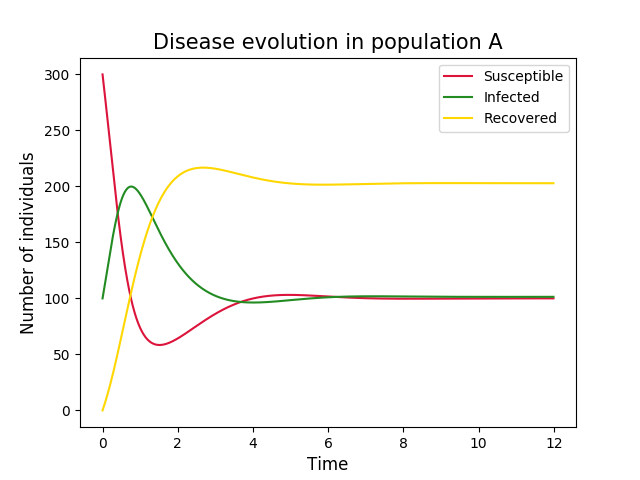 Disease evolution in population A
Susceptible
Infected
Recovered
Number of individuals
300
250
200
150
100
50
0
0 2 4 6 8 10 12
Time